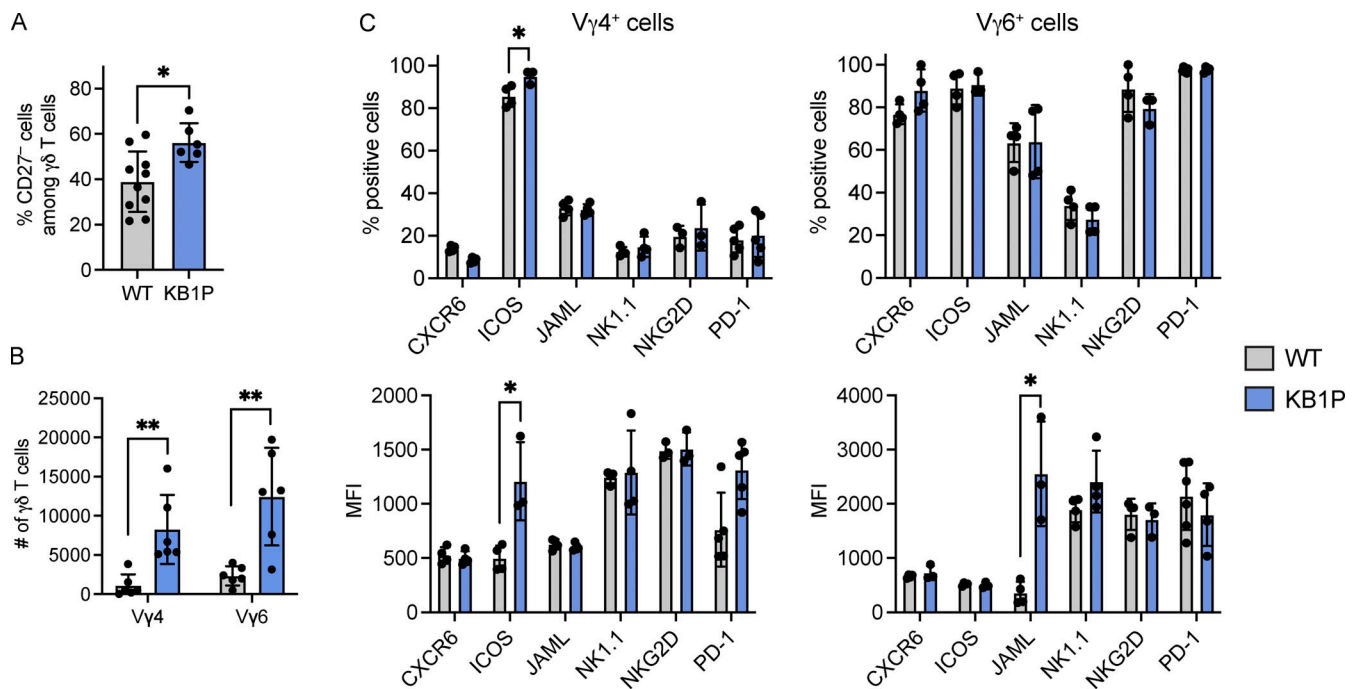 A
% CD27⁻ cells
among γδ T cells
80
60
40
20
0
*
WT
KB1P
B
# of γδ T cells
25000
20000
15000
10000
5000
0
**
**
Vγ4
Vγ6
C
Vγ4⁺ cells
% positive cells
100
80
60
40
20
0
*
CXCR6
ICOS
JAML
NK1.1
NKG2D
PD-1
Vγ6⁺ cells
% positive cells
100
80
60
40
20
0
CXCR6
ICOS
JAML
NK1.1
NKG2D
PD-1
MFI
2000
1500
1000
500
0
*
CXCR6
ICOS
JAML
NK1.1
NKG2D
PD-1
MFI
4000
3000
2000
1000
0
*
CXCR6
ICOS
JAML
NK1.1
NKG2D
PD-1
WT
KB1P